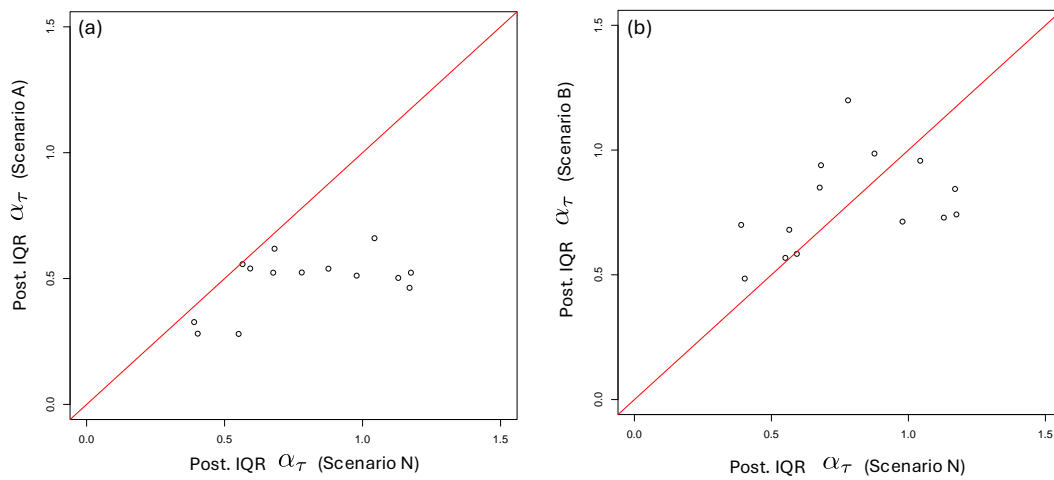 (a)
1.5
1.0
0.5
0.0
Post. IQR α_τ (Scenario A)
0.0 0.5 1.0 1.5
Post. IQR α_τ (Scenario N)
(b)
1.5
1.0
0.5
0.0
Post. IQR α_τ (Scenario B)
0.0 0.5 1.0 1.5
Post. IQR α_τ (Scenario N)